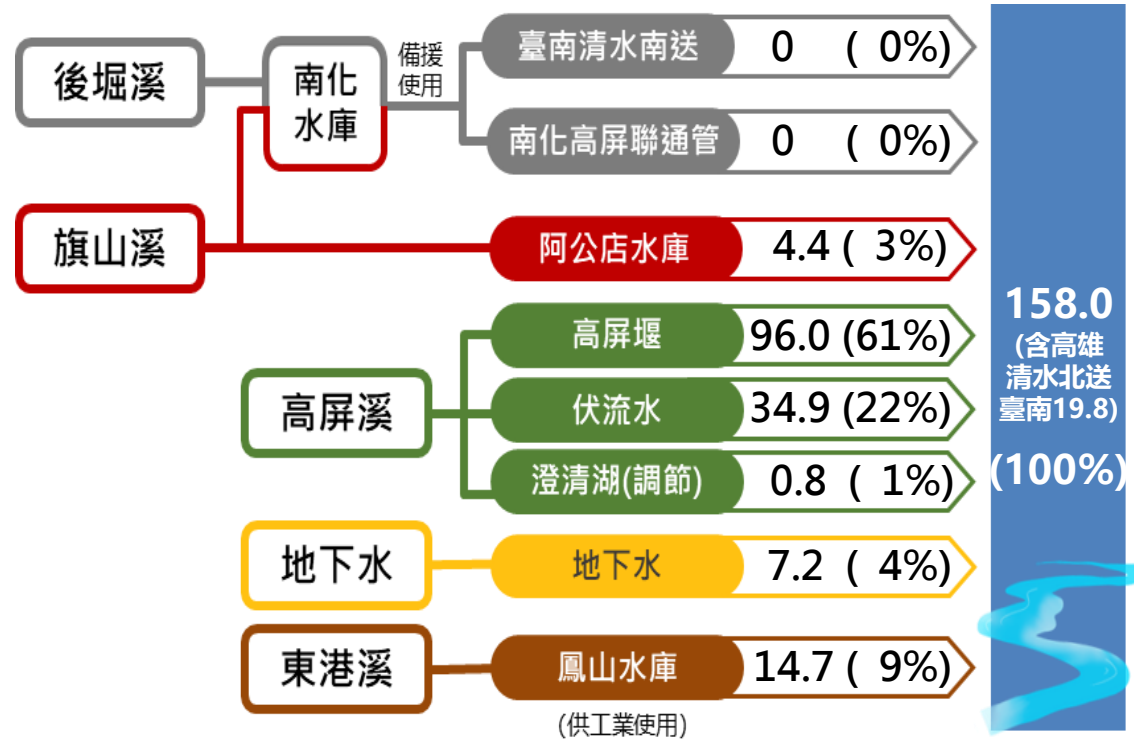 後堀溪
南化
水庫
備援
使用
臺南清水南送
0 ( 0%)
南化高屏聯通管
0 ( 0%)
旗山溪
阿公店水庫
4.4 ( 3%)
高屏溪
高屏堰
96.0 (61%)
伏流水
34.9 (22%)
澄清湖(調節)
0.8 ( 1%)
地下水
地下水
7.2 ( 4%)
東港溪
鳳山水庫
14.7 ( 9%)
(供工業使用)
158.0
(含高雄
清水北送
臺南19.8)
(100%)